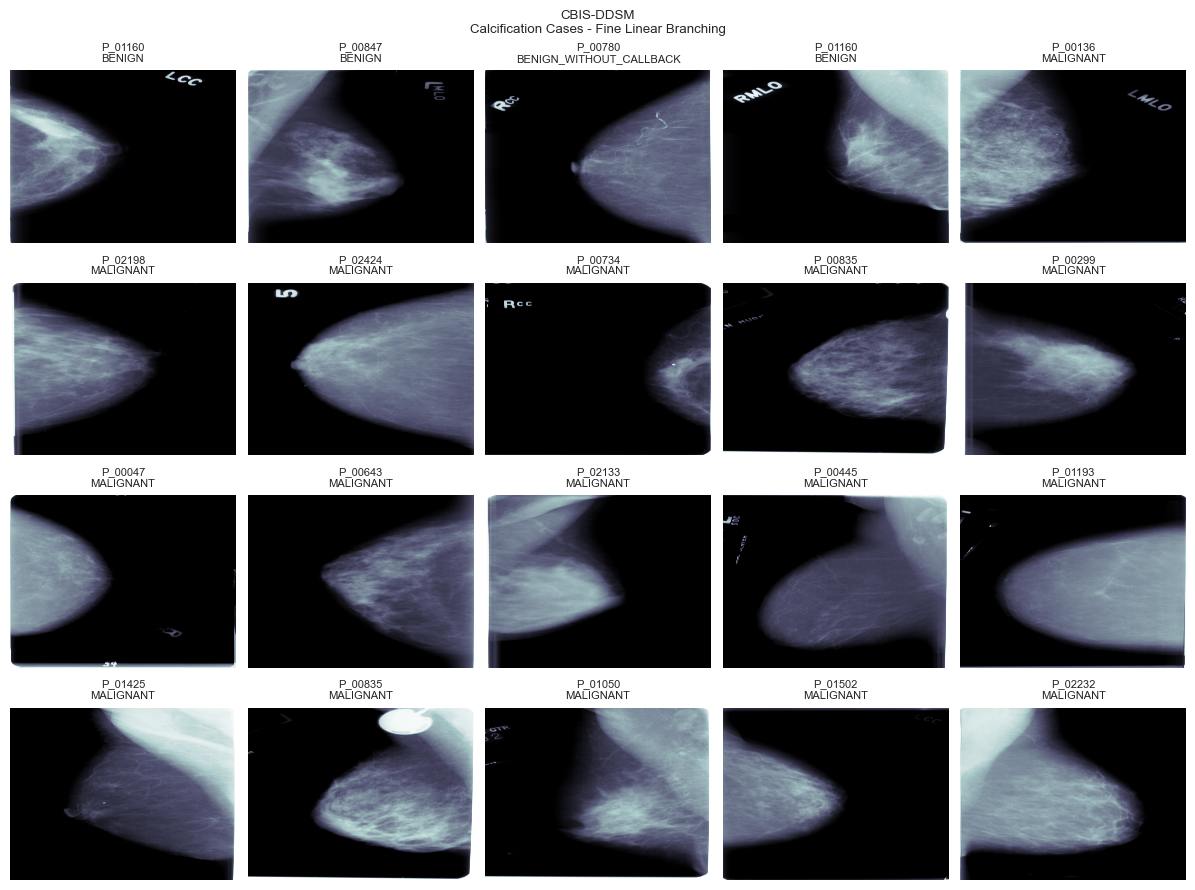 CBIS-DDSM
Calcification Cases - Fine Linear Branching
P_01160
BENIGN
P_00847
BENIGN
P_00780
BENIGN_WITHOUT_CALLBACK
P_01160
BENIGN
P_00136
MALIGNANT
LCC
MLO
RCC
RMLO
LMLO
P_02198
MALIGNANT
P_02424
MALIGNANT
P_00734
MALIGNANT
P_00835
MALIGNANT
P_00299
MALIGNANT
Rcc
P_00047
MALIGNANT
P_00643
MALIGNANT
P_02133
MALIGNANT
P_00445
MALIGNANT
P_01193
MALIGNANT
P_01425
MALIGNANT
P_00835
MALIGNANT
P_01050
MALIGNANT
P_01502
MALIGNANT
P_02232
MALIGNANT
LCC